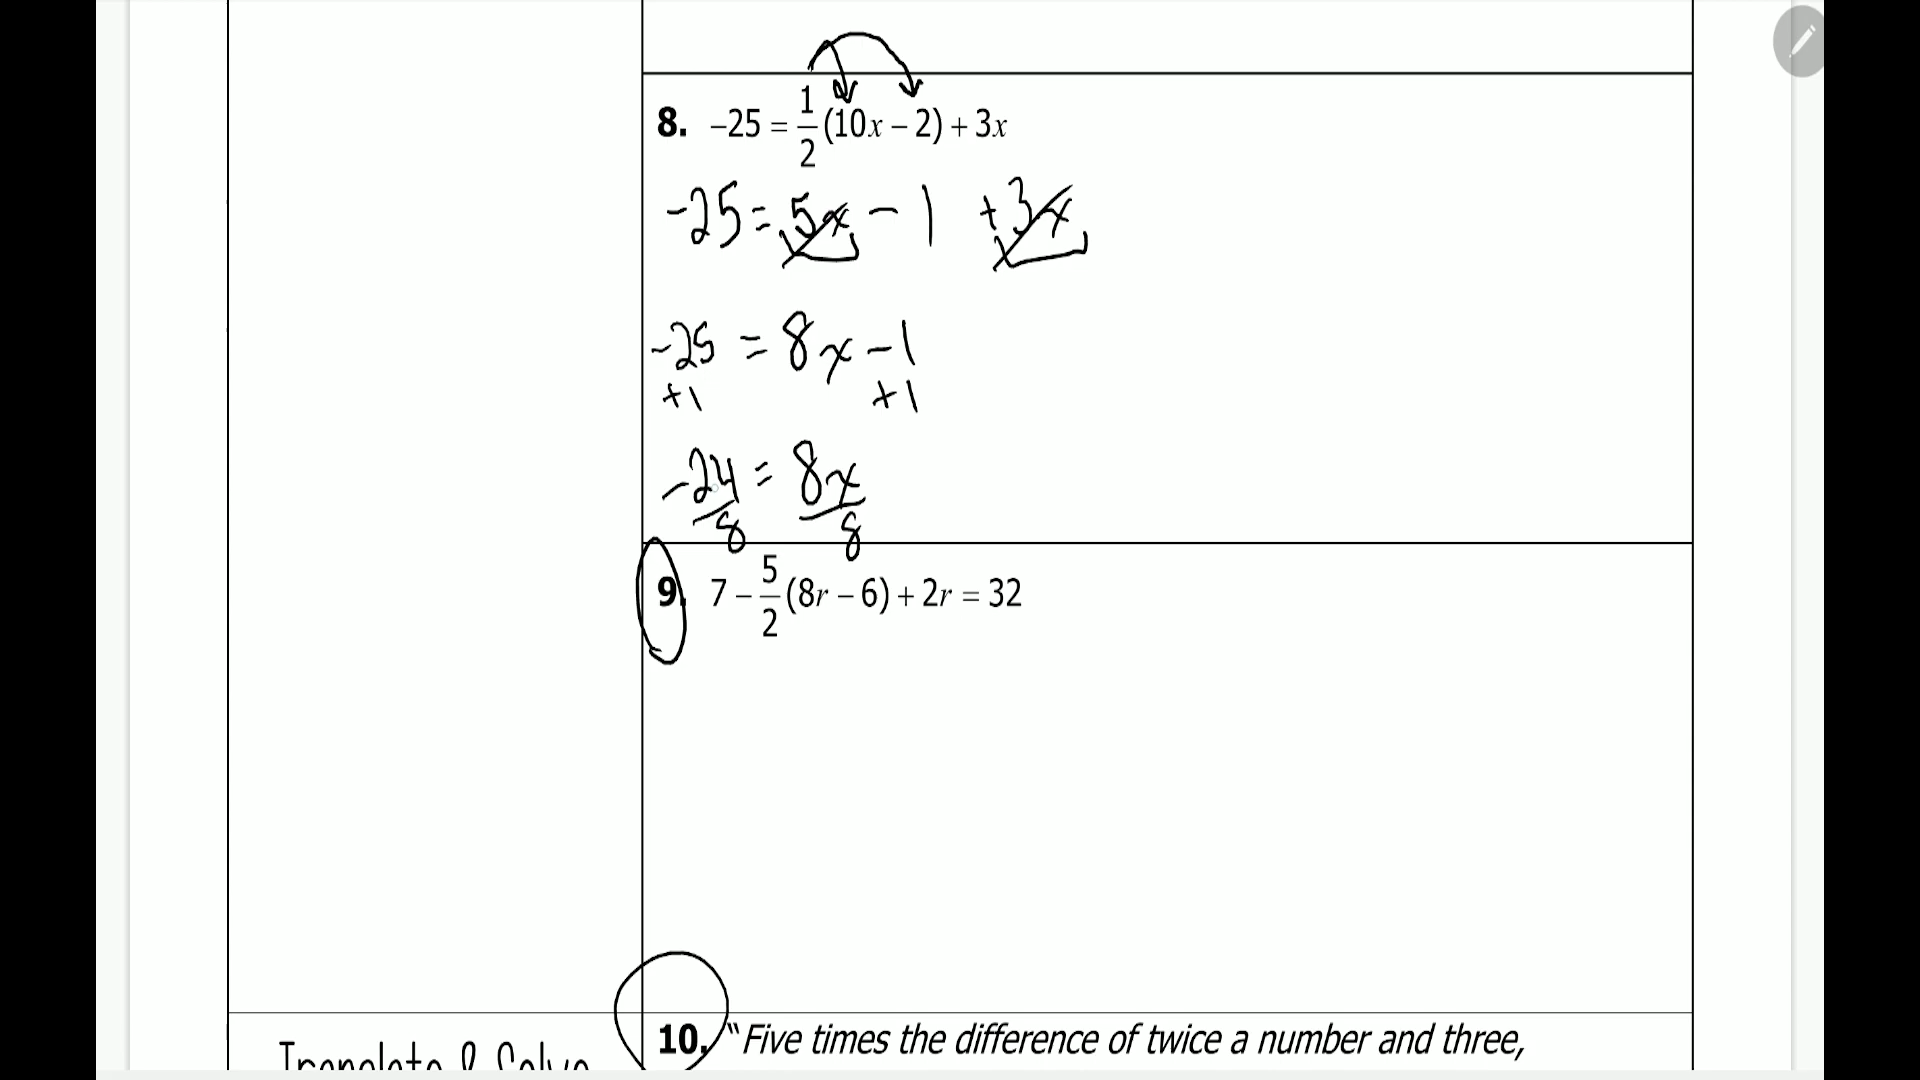 8. –25 = 1/2 (10x – 2) + 3x
-25 = 5x - 1 + 3x
-25 = 8x - 1
+1 +1
-24 = 8x
8 8
9. 7 – 5/2 (8r – 6) + 2r = 32
10. "Five times the difference of twice a number and three,
Translate & Solve